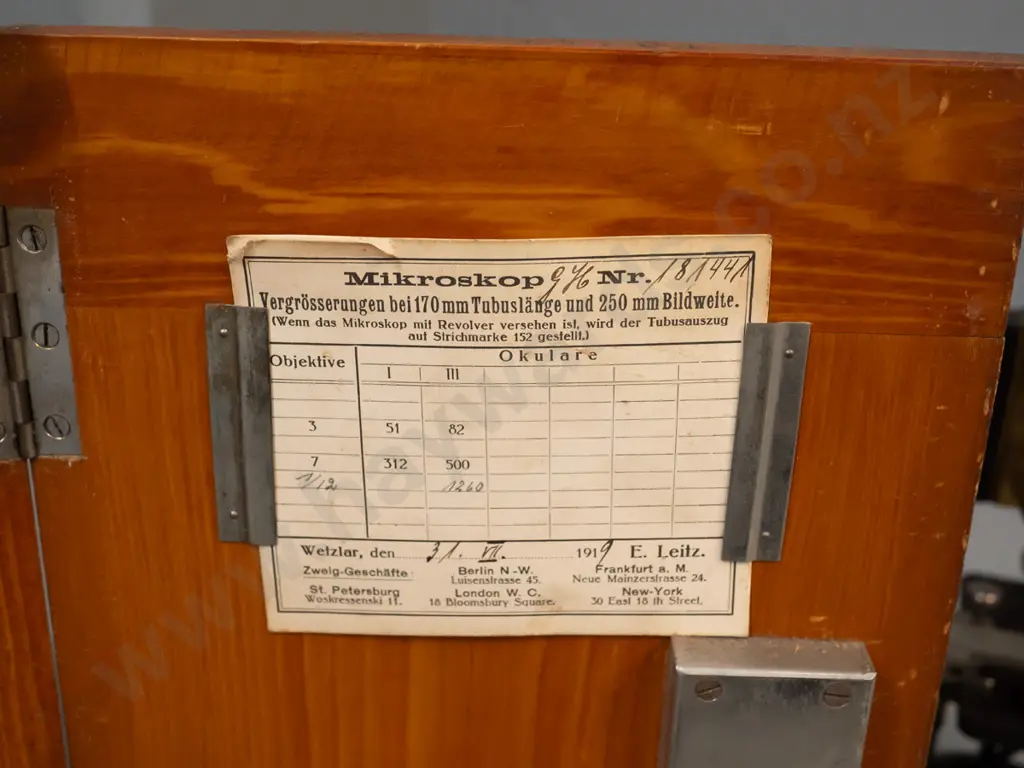 Mikroskop gH Nr. 181441
Vergrösserungen bei 170 mm Tubuslänge und 250 mm Bildweite.
(Wenn das Mikroskop mit Revolver versehen ist, wird der Tubusauszug
auf Strichmarke 152 gestellt.)
Objektive Okulare
I III
3 51 82
7 312 500
1/12 1260
Wetzlar, den 31. VII. 1919 E. Leitz.
Zweig-Geschäfte: Berlin N-W. Frankfurt a. M.
Luisenstrasse 45. Neue Mainzerstrasse 24.
St. Petersburg London W. C. New-York
Woskressenski 11. 18 Bloomsbury Square. 30 East 18 th Street.